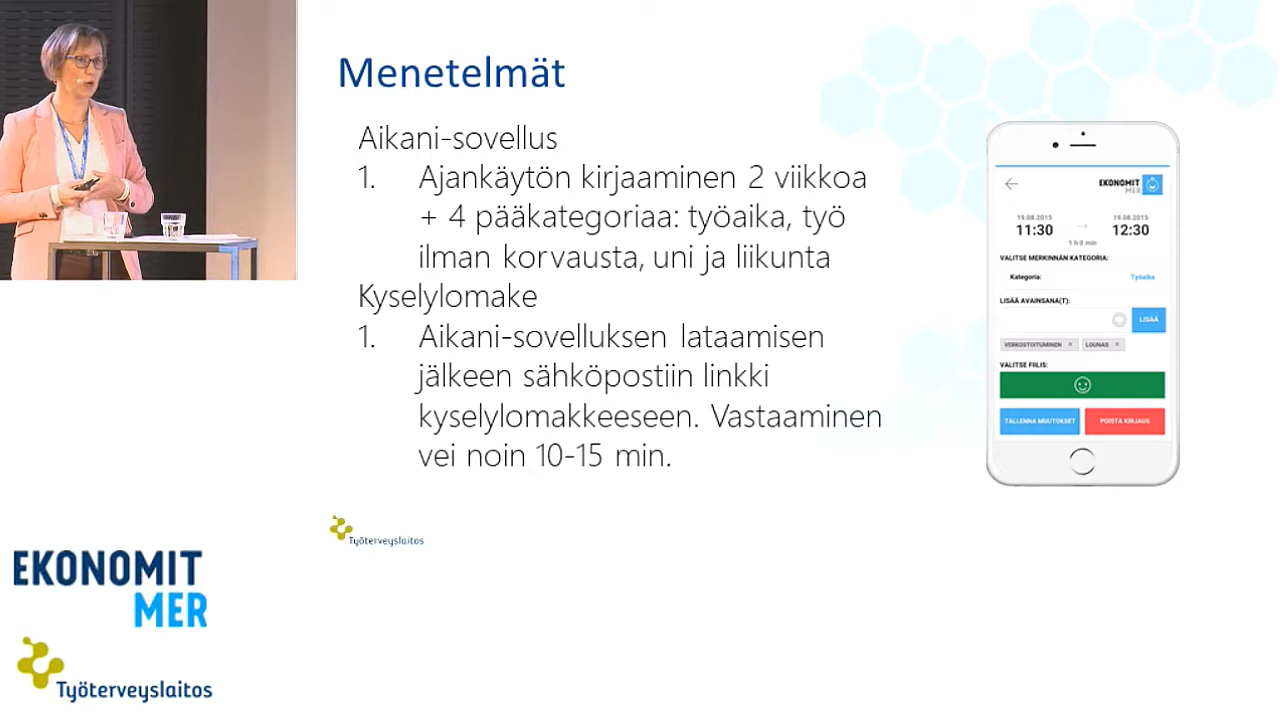 Menetelmät
Aikani-sovellus
1. Ajankäytön kirjaaminen 2 viikkoa
+ 4 pääkategoriaa: työaika, työ
ilman korvausta, uni ja liikunta
Kyselylomake
1. Aikani-sovelluksen lataamisen
jälkeen sähköpostiin linkki
kyselylomakkeeseen. Vastaaminen
vei noin 10-15 min.
EKONOMIT
MER
19.08.2015 19.08.2015
11:30 → 12:30
1 h 0 min
VALITSE MERKINNÄN KATEGORIA:
Kategoria: Työaika
LISÄÄ AVAINSANA(T):
LISÄÄ
VERKOSTOITUMINEN × LOUNAS ×
VALITSE FIILIS:
TALLENNA MUUTOKSET POISTA KIRJAUS
Työterveyslaitos
EKONOMIT
MER
Työterveyslaitos